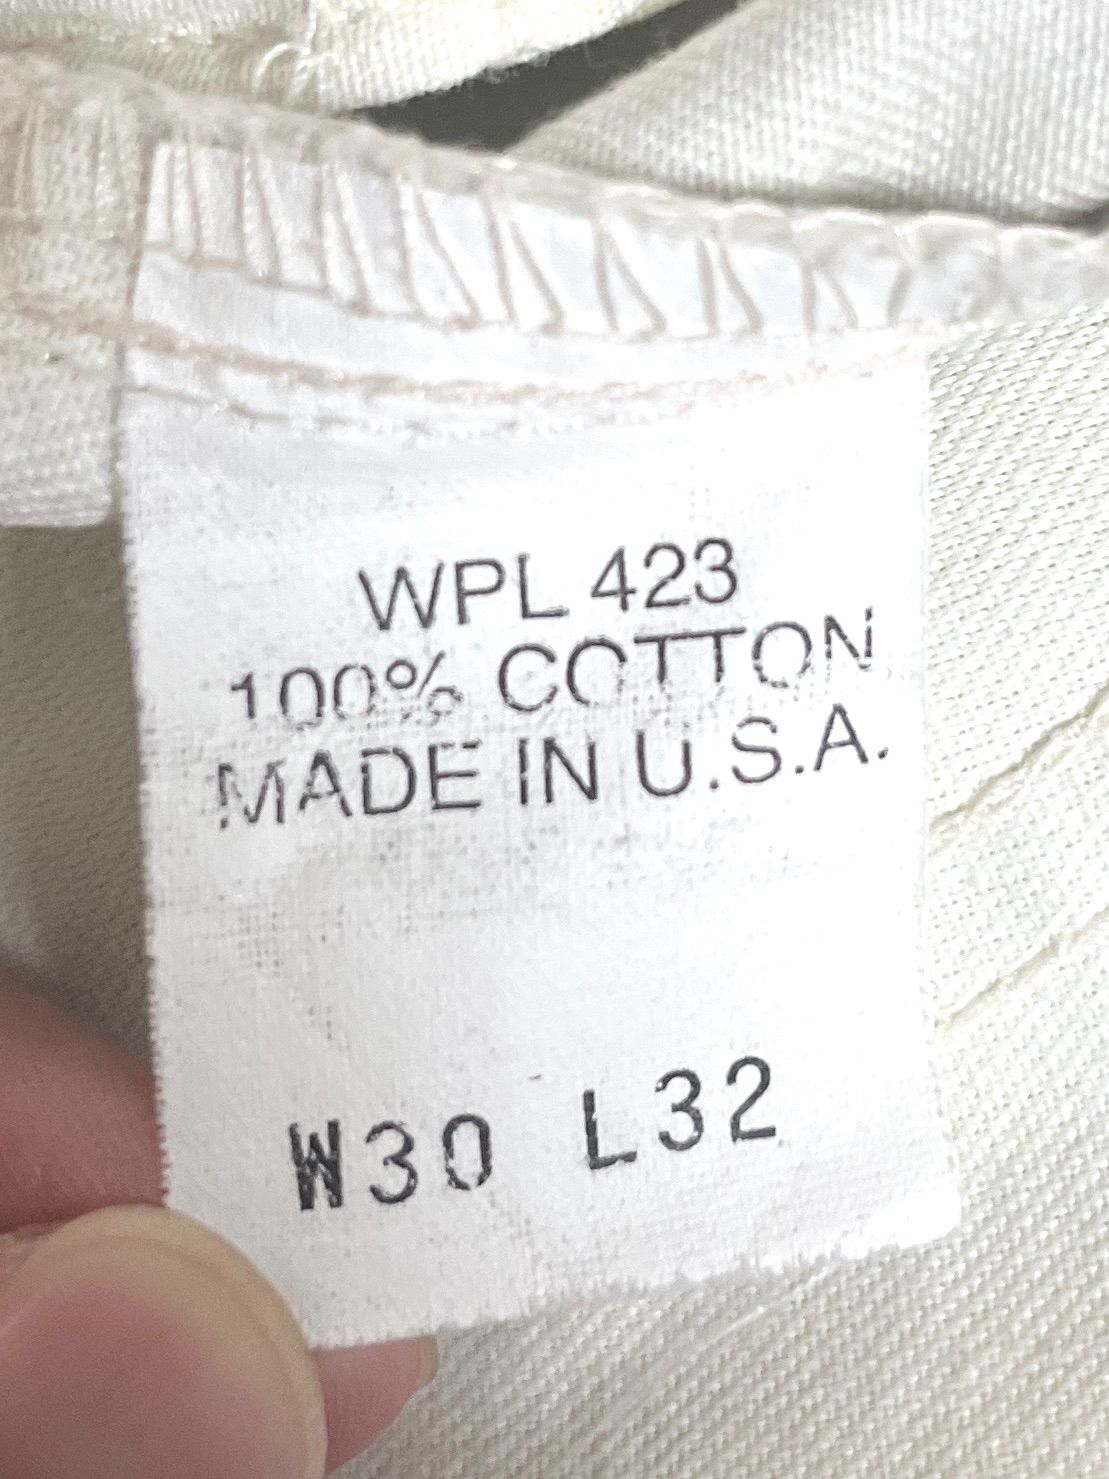 WPL 423
100% COTTON
MADE IN U.S.A.
W30 L32